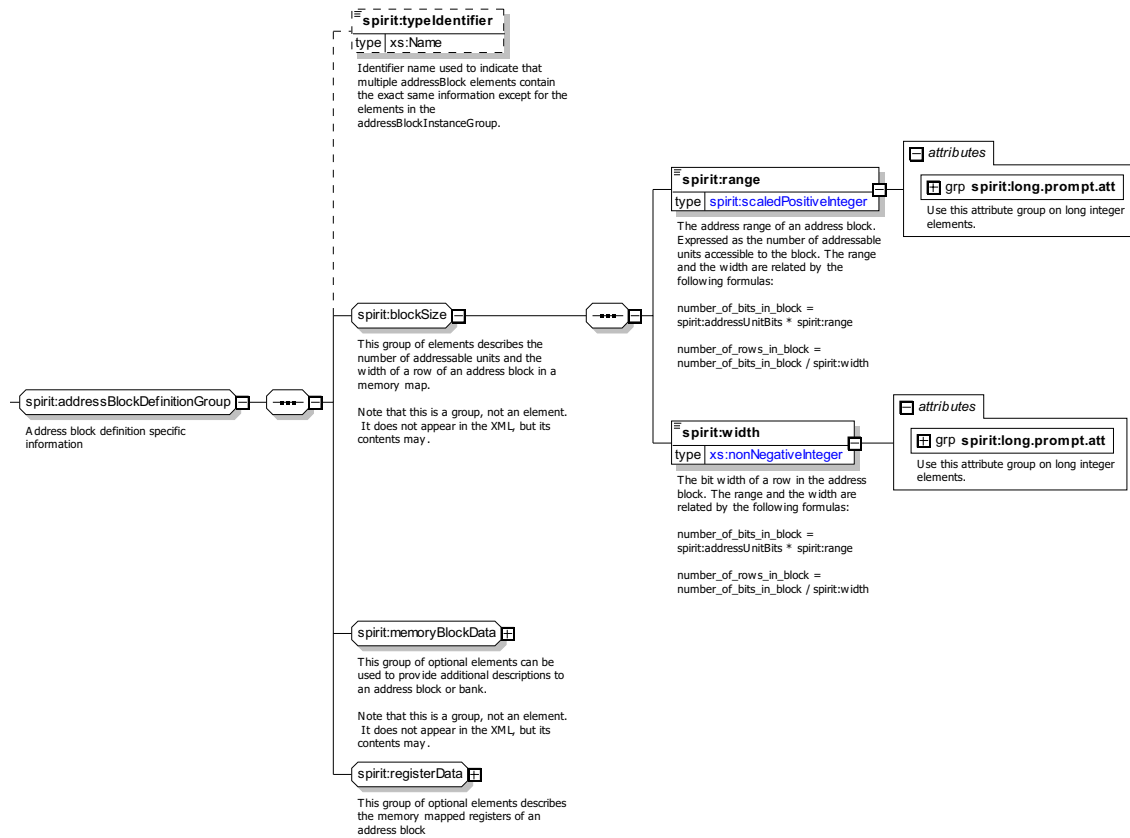 spirit:typeIdentifier
type xs:Name
Identifier name used to indicate that
multiple addressBlock elements contain
the exact same information except for the
elements in the
addressBlockInstanceGroup.
attributes
spirit:range
type spirit:scaledPositiveInteger
grp spirit:long.prompt.att
Use this attribute group on long integer
elements.
The address range of an address block.
Expressed as the number of addressable
units accessible to the block. The range
and the width are related by the
following formulas:
number_of_bits_in_block =
spirit:addressUnitBits * spirit:range
number_of_rows_in_block =
number_of_bits_in_block / spirit:width
spirit:blockSize
This group of elements describes the
number of addressable units and the
width of a row of an address block in a
memory map.
Note that this is a group, not an element.
It does not appear in the XML, but its
contents may.
spirit:addressBlockDefinitionGroup
Address block definition specific
information
attributes
spirit:width
type xs:nonNegativeInteger
grp spirit:long.prompt.att
Use this attribute group on long integer
elements.
The bit width of a row in the address
block. The range and the width are
related by the following formulas:
number_of_bits_in_block =
spirit:addressUnitBits * spirit:range
number_of_rows_in_block =
number_of_bits_in_block / spirit:width
spirit:memoryBlockData
This group of optional elements can be
used to provide additional descriptions to
an address block or bank.
Note that this is a group, not an element.
It does not appear in the XML, but its
contents may.
spirit:registerData
This group of optional elements describes
the memory mapped registers of an
address block